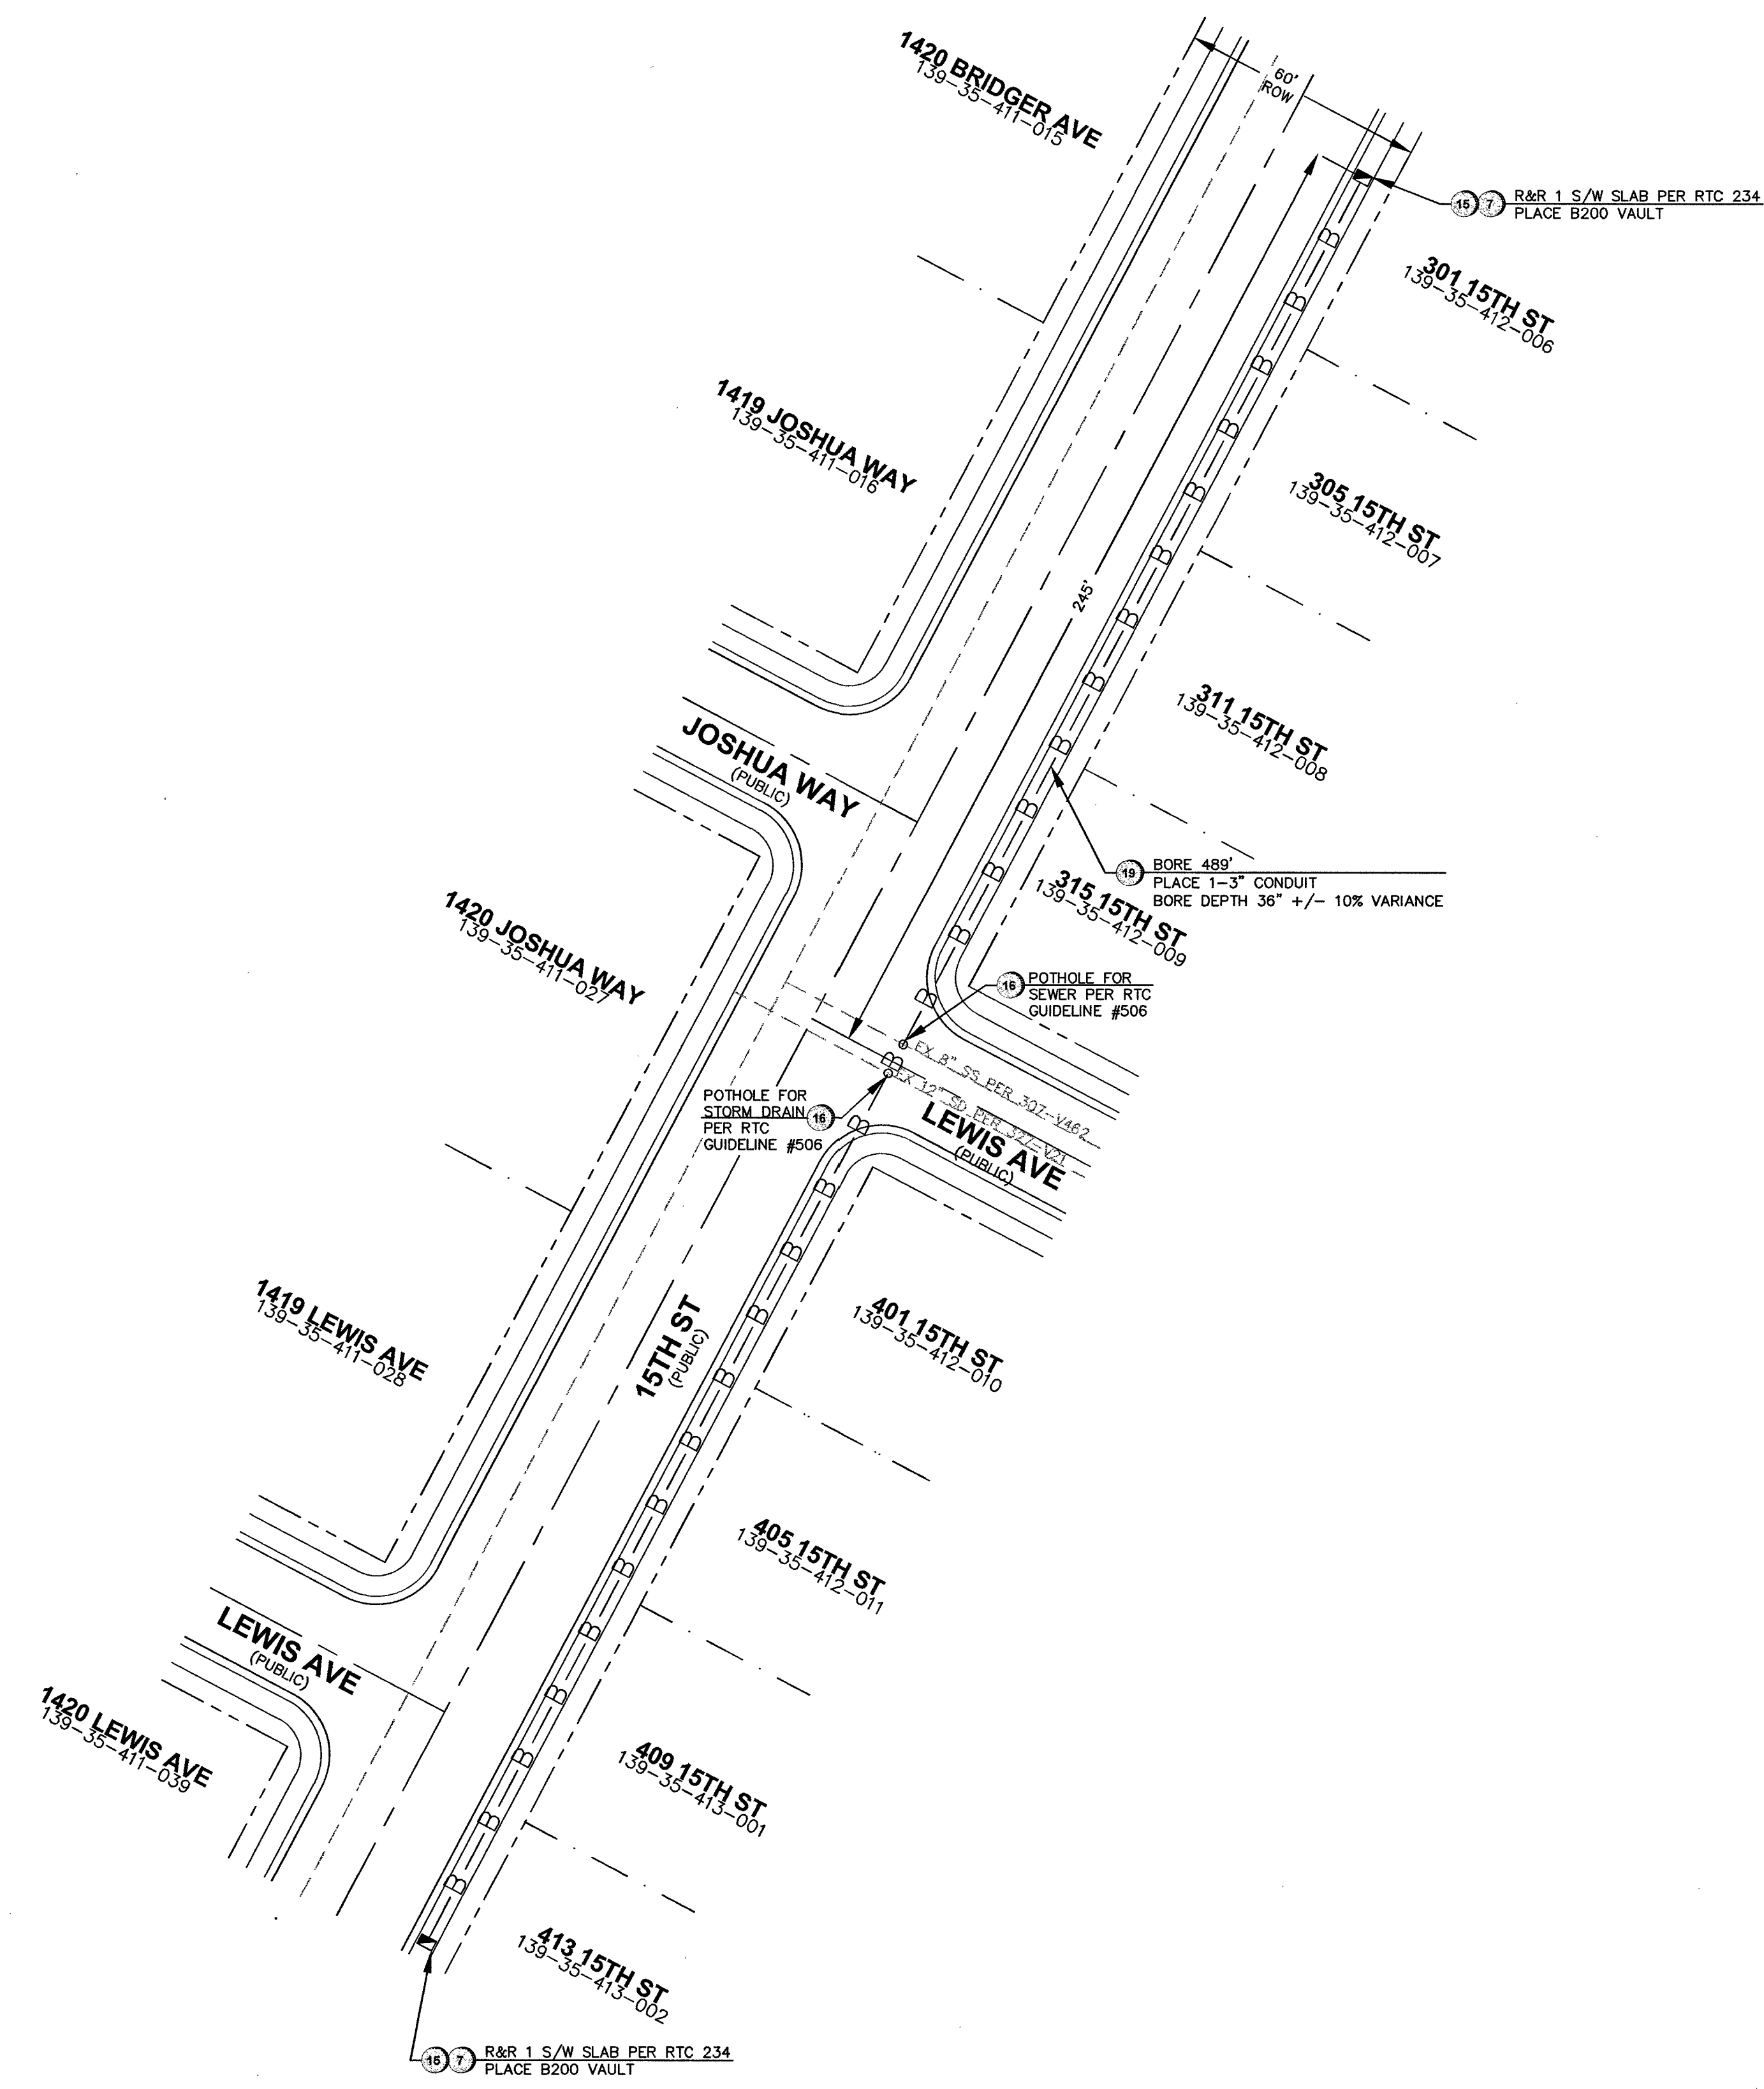 1420 BRIDGER AVE
139-35-411-015
60'
ROW
15 7 R&R 1 S/W SLAB PER RTC 234
PLACE B200 VAULT
301 15TH ST
139-35-412-006
1419 JOSHUA WAY
139-35-411-016
305 15TH ST
139-35-412-007
245'
311 15TH ST
139-35-412-008
JOSHUA WAY
(PUBLIC)
19 BORE 489'
PLACE 1-3" CONDUIT
BORE DEPTH 36" +/- 10% VARIANCE
315 15TH ST
139-35-412-009
1420 JOSHUA WAY
139-35-411-027
16 POTHOLE FOR
SEWER PER RTC
GUIDELINE #506
EX 8" SS PER 307-V462
EX 12" SD PER 327-V21
POTHOLE FOR
STORM DRAIN 16
PER RTC
GUIDELINE #506
LEWIS AVE
(PUBLIC)
1419 LEWIS AVE
139-35-411-028
15TH ST
(PUBLIC)
401 15TH ST
139-35-412-010
405 15TH ST
139-35-412-011
LEWIS AVE
(PUBLIC)
1420 LEWIS AVE
139-35-411-039
409 15TH ST
139-35-413-001
413 15TH ST
139-35-413-002
15 7 R&R 1 S/W SLAB PER RTC 234
PLACE B200 VAULT
B B B B B B B B B B B B B B B B B B B B B B B B B B B